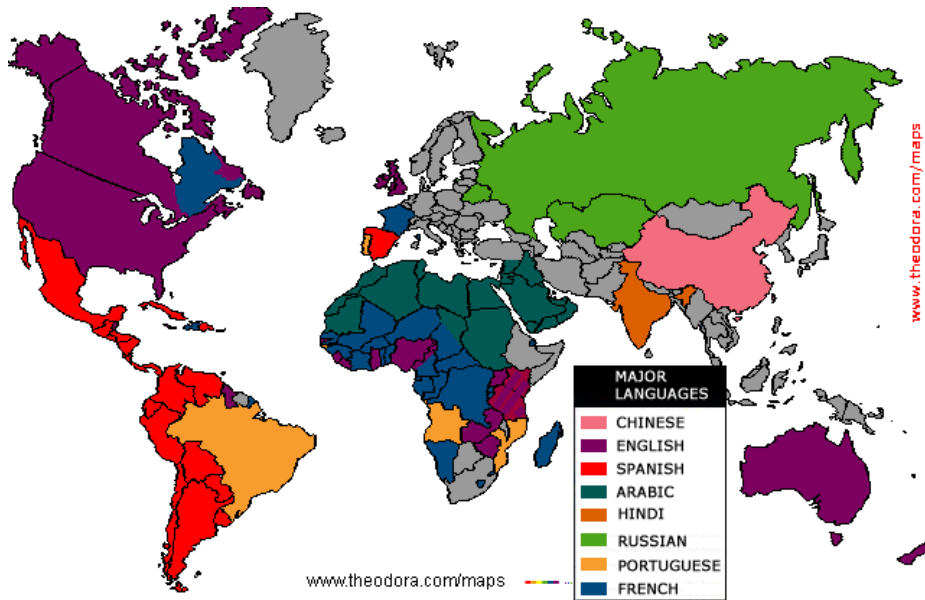 www.theodora.com/maps
MAJOR
LANGUAGES
CHINESE
ENGLISH
SPANISH
ARABIC
HINDI
RUSSIAN
PORTUGUESE
FRENCH
www.theodora.com/maps